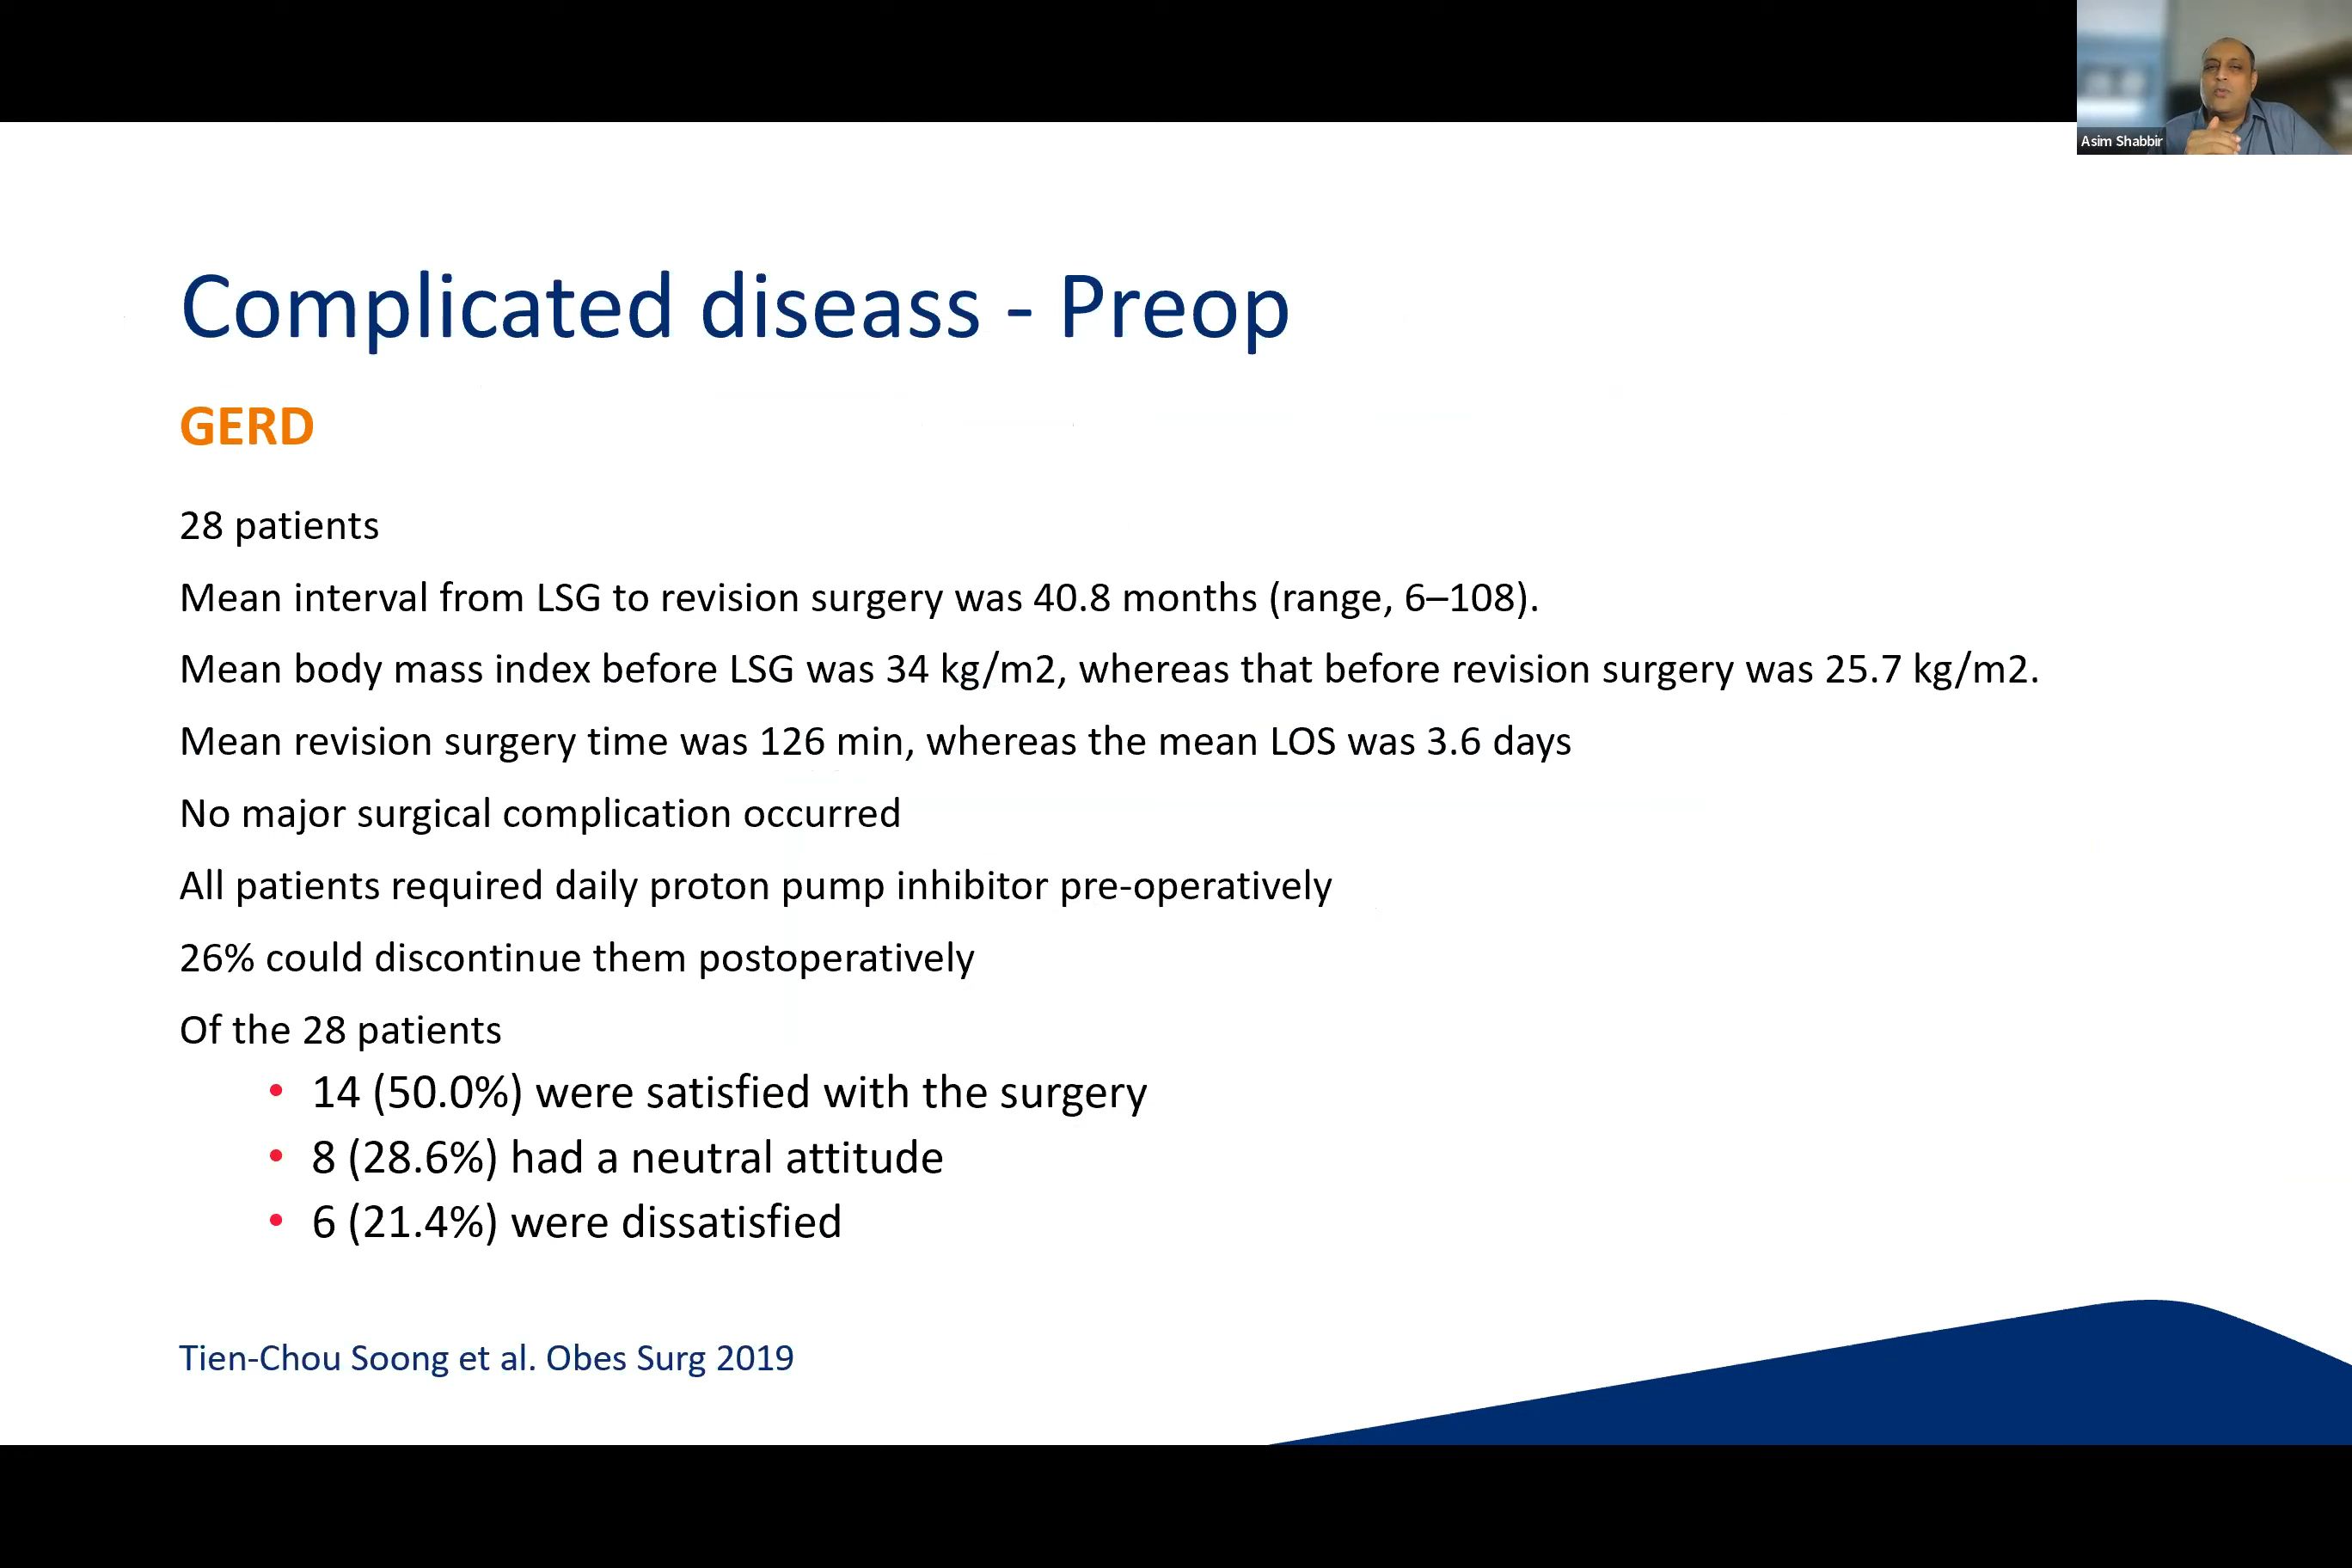 Asim Shabbir
Complicated diseass - Preop
GERD
28 patients
Mean interval from LSG to revision surgery was 40.8 months (range, 6–108).
Mean body mass index before LSG was 34 kg/m2, whereas that before revision surgery was 25.7 kg/m2.
Mean revision surgery time was 126 min, whereas the mean LOS was 3.6 days
No major surgical complication occurred
All patients required daily proton pump inhibitor pre-operatively
26% could discontinue them postoperatively
Of the 28 patients
• 14 (50.0%) were satisfied with the surgery
• 8 (28.6%) had a neutral attitude
• 6 (21.4%) were dissatisfied
Tien-Chou Soong et al. Obes Surg 2019